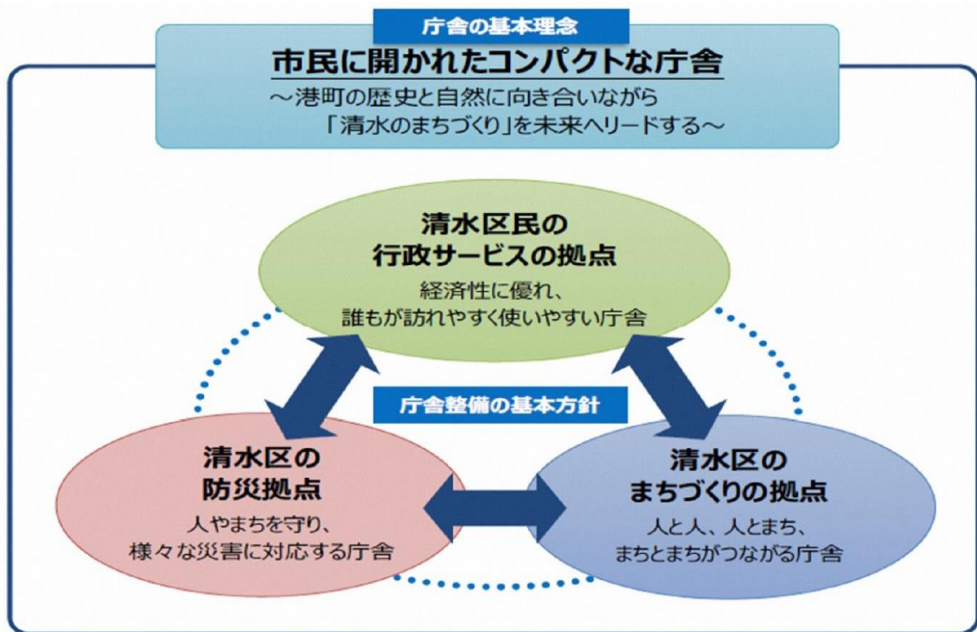 庁舎の基本理念
市民に開かれたコンパクトな庁舎
～港町の歴史と自然に向き合いながら
「清水のまちづくり」を未来へリードする～
清水区民の
行政サービスの拠点
経済性に優れ、
誰もが訪れやすく使いやすい庁舎
庁舎整備の基本方針
清水区の
防災拠点
人やまちを守り、
様々な災害に対応する庁舎
清水区の
まちづくりの拠点
人と人、人とまち、
まちとまちがつながる庁舎